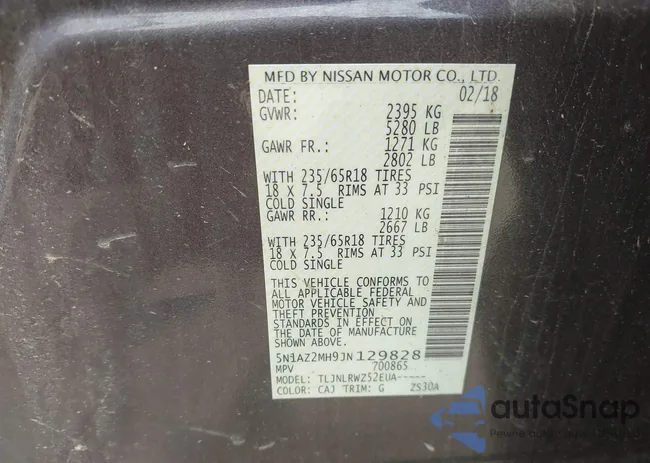 MFD BY NISSAN MOTOR CO., LTD.
DATE: 02/18
GVWR: 2395 KG
5280 LB
GAWR FR.: 1271 KG
2802 LB
WITH 235/65R18 TIRES
18 X 7.5 RIMS AT 33 PSI
COLD SINGLE
GAWR RR.: 1210 KG
2667 LB
WITH 235/65R18 TIRES
18 X 7.5 RIMS AT 33 PSI
COLD SINGLE
THIS VEHICLE CONFORMS TO
ALL APPLICABLE FEDERAL
MOTOR VEHICLE SAFETY AND
THEFT PREVENTION
STANDARDS IN EFFECT ON
THE DATE OF MANUFACTURE
SHOWN ABOVE.
5N1AZ2MH9JN129828
MPV 700865
MODEL: TLJNLRWZ52EUA-----
COLOR: CAJ TRIM: G ZS30A
autoSnap